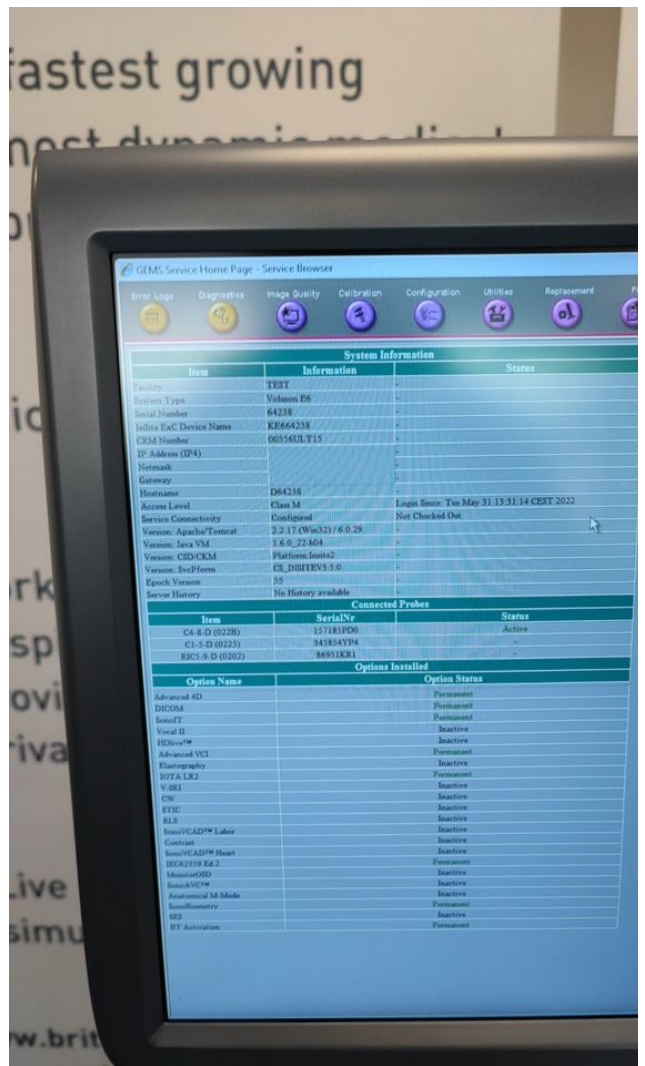 fastest growing
most dynamic medical
GEMS Service Home Page - Service Browser
Error Logs Diagnostics Image Quality Calibration Configuration Utilities Replacement
System Information
Item Information Status
Facility TEST -
System Type Voluson E6 -
Serial Number 64238 -
InSite ExC Device Name KE664238 -
CRM Number 00556ULT15 -
IP Address (IP4) -
Netmask -
Gateway -
Hostname D64238 -
Access Level Class M Login Since: Tue May 31 13:31:14 CEST 2022
Service Connectivity Configured Not Checked Out
Version: Apache/Tomcat 2.2.17 (Win32) / 6.0.29 -
Version: Java VM 1.6.0_22-b04 -
Version: CSD/CKM Platform.Insite2 -
Version: SvcPform CS_INSITEV3.5.0 -
Epoch Version 55 -
Server History No History available -
Connected Probes
Item SerialNr Status
C4-8-D (022B) 157185PD0 Active
C1-5-D (0225) 345854YP4 -
RIC5-9-D (0202) 86951KR1 -
Options Installed
Option Name Option Status
Advanced 4D Permanent
DICOM Permanent
SonoIT Permanent
Vocal II Inactive
HDlive™ Inactive
Advanced VCI Permanent
Elastography Inactive
IOTA LR2 Permanent
V-SRI Inactive
CW Inactive
STIC Inactive
RLS Inactive
SonoVCAD™ Labor Inactive
Contrast Inactive
SonoVCAD™ Heart Inactive
IEC62359 Ed.2 Permanent
MonitorOID Inactive
SonoAVC™ Inactive
Anatomical M-Mode Inactive
SonoBiometry Permanent
Inactive
BT Activation Permanent